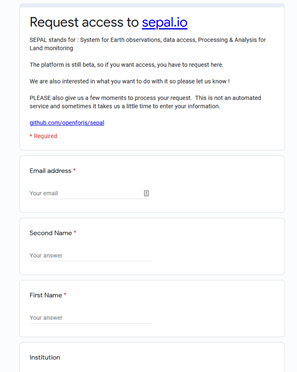 Request access to sepal.io
SEPAL stands for : System for Earth observations, data access, Processing & Analysis for
Land monitoring
The platform is still beta, so if you want access, you have to request here.
We are also interested in what you want to do with it so please let us know !
PLEASE also give us a few moments to process your request. This is not an automated
service and sometimes it takes us a little time to enter your information.
github.com/openforis/sepal
* Required
Email address *
Your email
Second Name *
Your answer
First Name *
Your answer
Institution